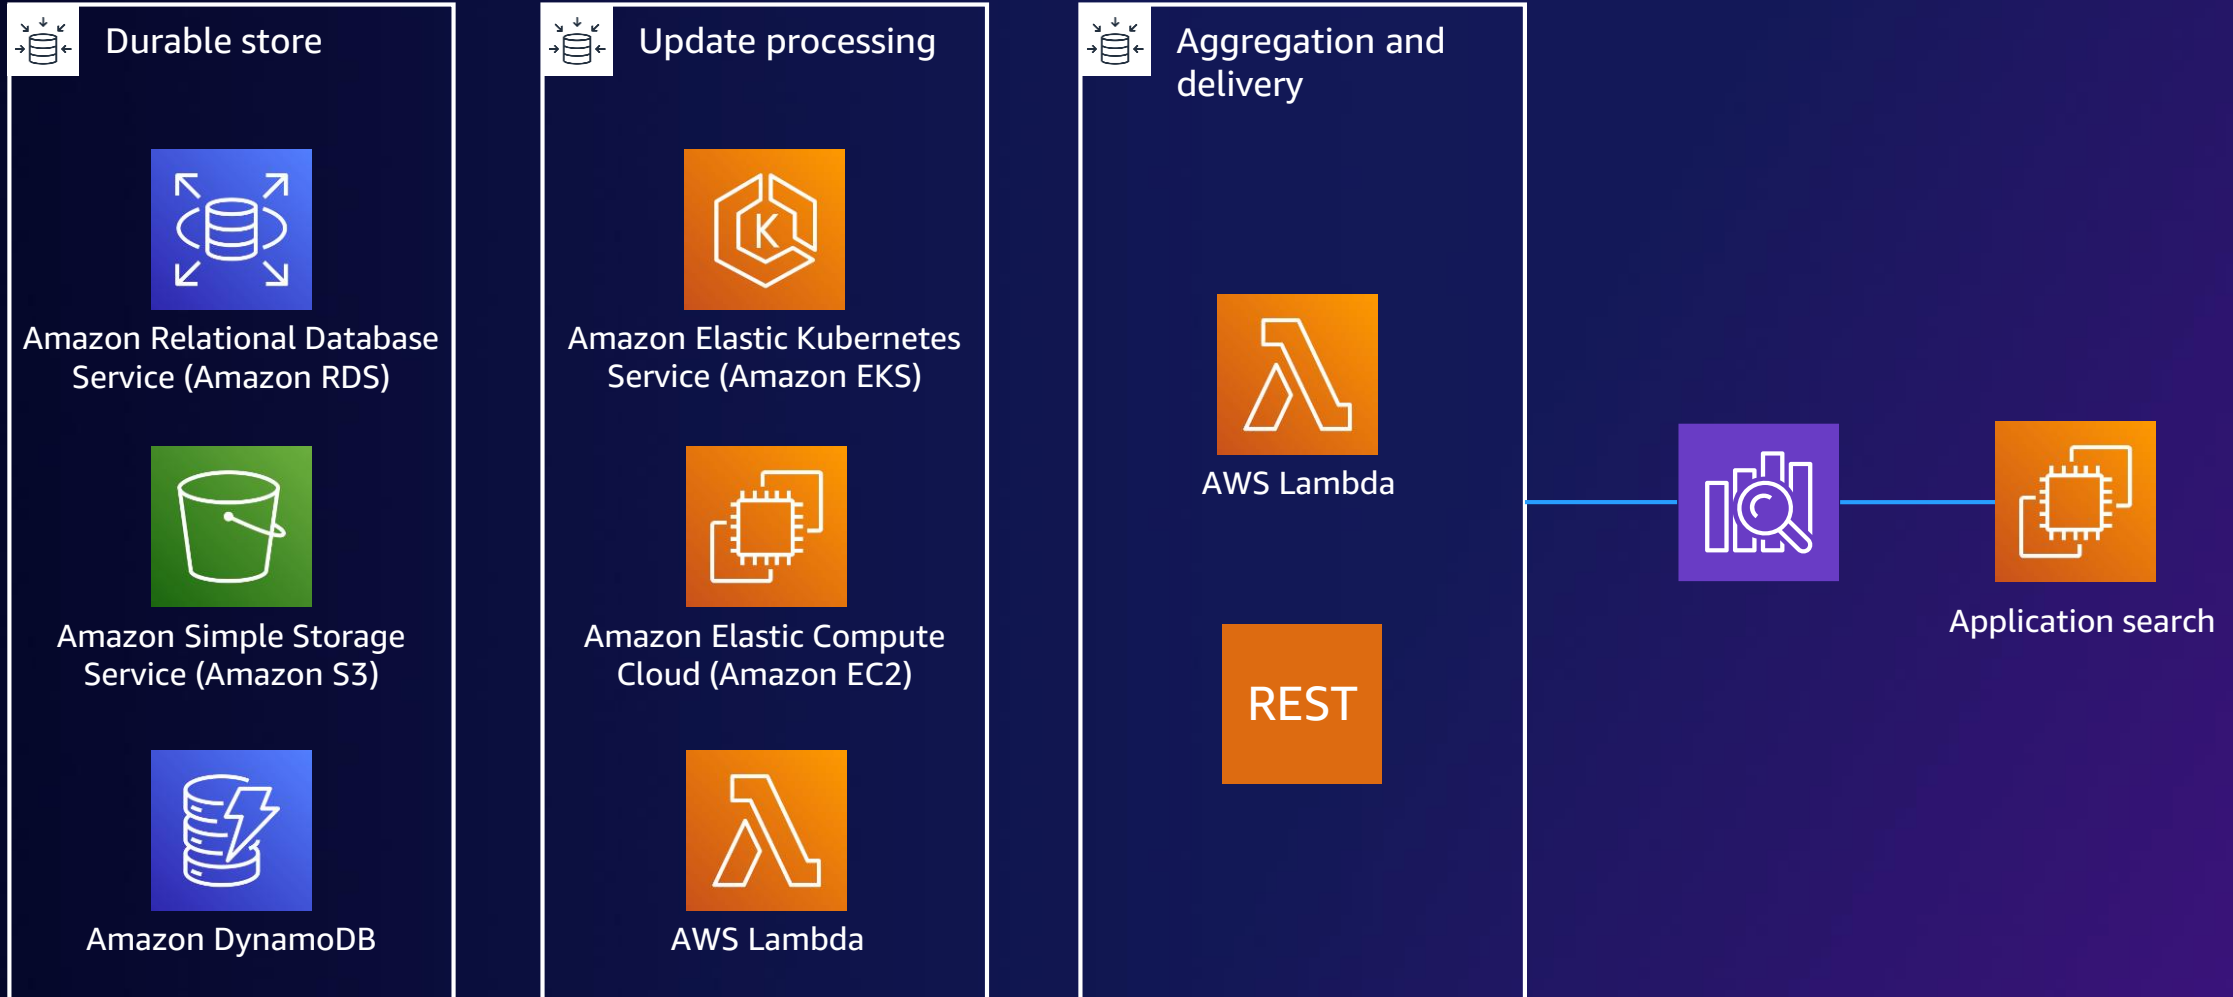 Durable store
Amazon Relational Database
Service (Amazon RDS)
Amazon Simple Storage
Service (Amazon S3)
Amazon DynamoDB
Update processing
K
Amazon Elastic Kubernetes
Service (Amazon EKS)
Amazon Elastic Compute
Cloud (Amazon EC2)
AWS Lambda
Aggregation and
delivery
AWS Lambda
REST
Application search